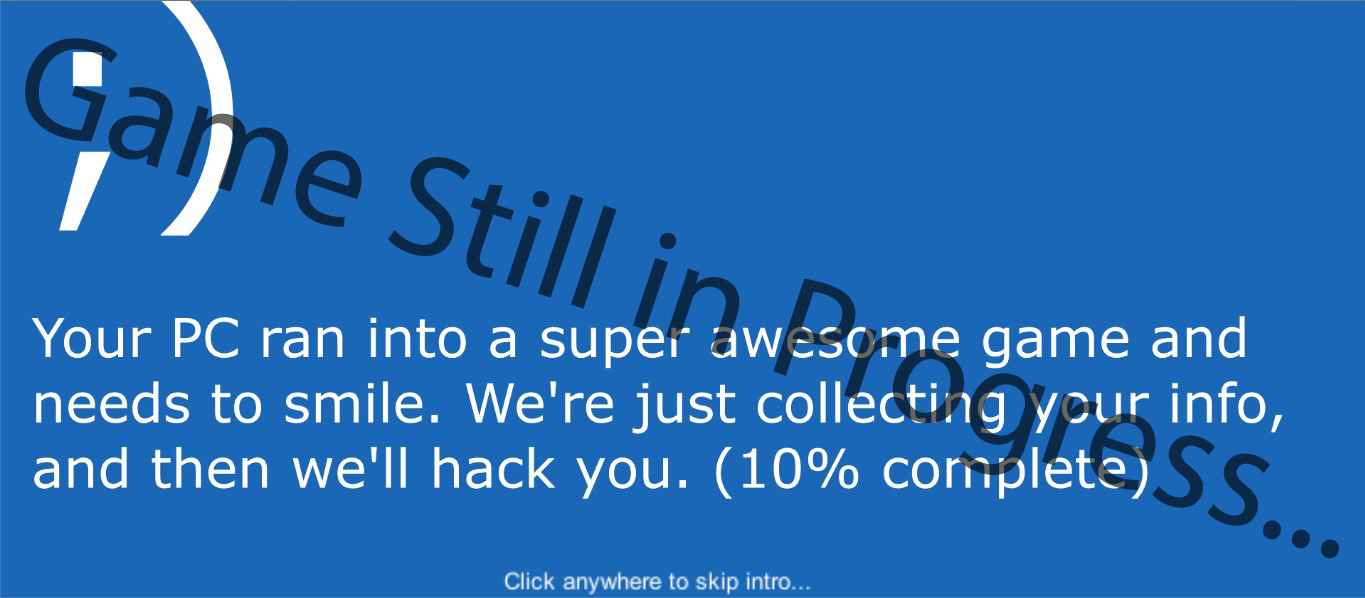 ;)
Game Still in Progress...
Your PC ran into a super awesome game and
needs to smile. We're just collecting your info,
and then we'll hack you. (10% complete)
Click anywhere to skip intro...